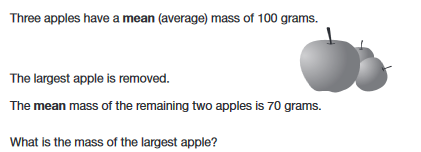 Three apples have a mean (average) mass of 100 grams.
The largest apple is removed.
The mean mass of the remaining two apples is 70 grams.
What is the mass of the largest apple?